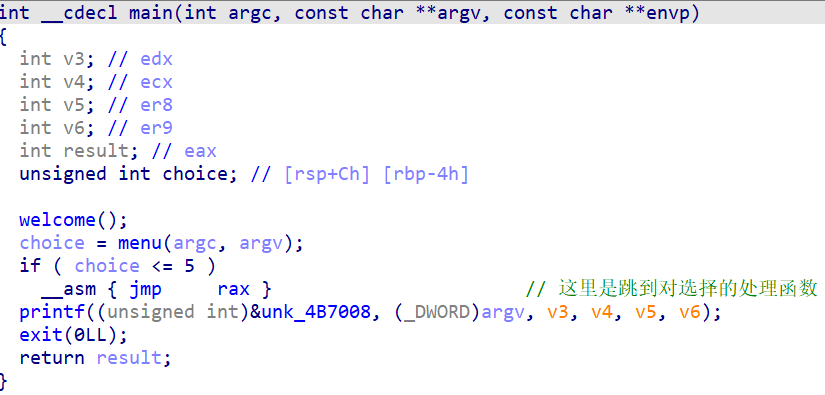 int __cdecl main(int argc, const char **argv, const char **envp)
{
  int v3; // edx
  int v4; // ecx
  int v5; // er8
  int v6; // er9
  int result; // eax
  unsigned int choice; // [rsp+Ch] [rbp-4h]

  welcome();
  choice = menu(argc, argv);
  if ( choice <= 5 )
    __asm { jmp     rax }                       // 这里是跳到对选择的处理函数
  printf((unsigned int)&unk_4B7008, (_DWORD)argv, v3, v4, v5, v6);
  exit(0LL);
  return result;
}